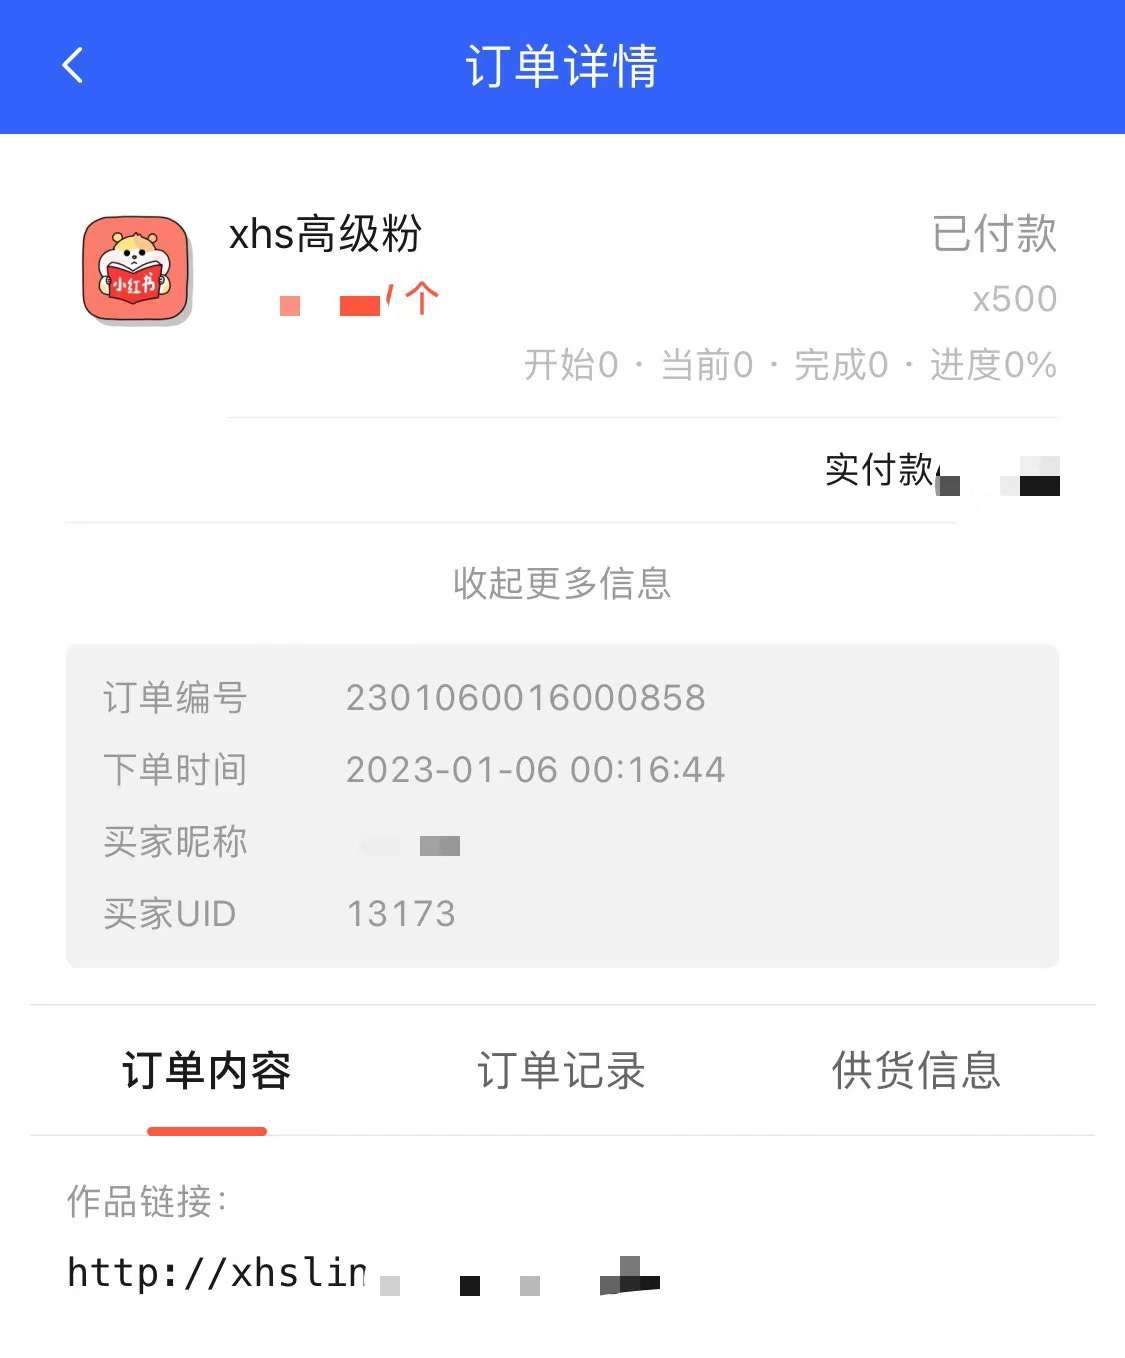 订单详情
xhs高级粉
已付款
小红书
/个
x500
开始0 · 当前0 · 完成0 · 进度0%
实付款
收起更多信息
订单编号 2301060016000858
下单时间 2023-01-06 00:16:44
买家昵称
买家UID 13173
订单内容 订单记录 供货信息
作品链接：
http://xhslin